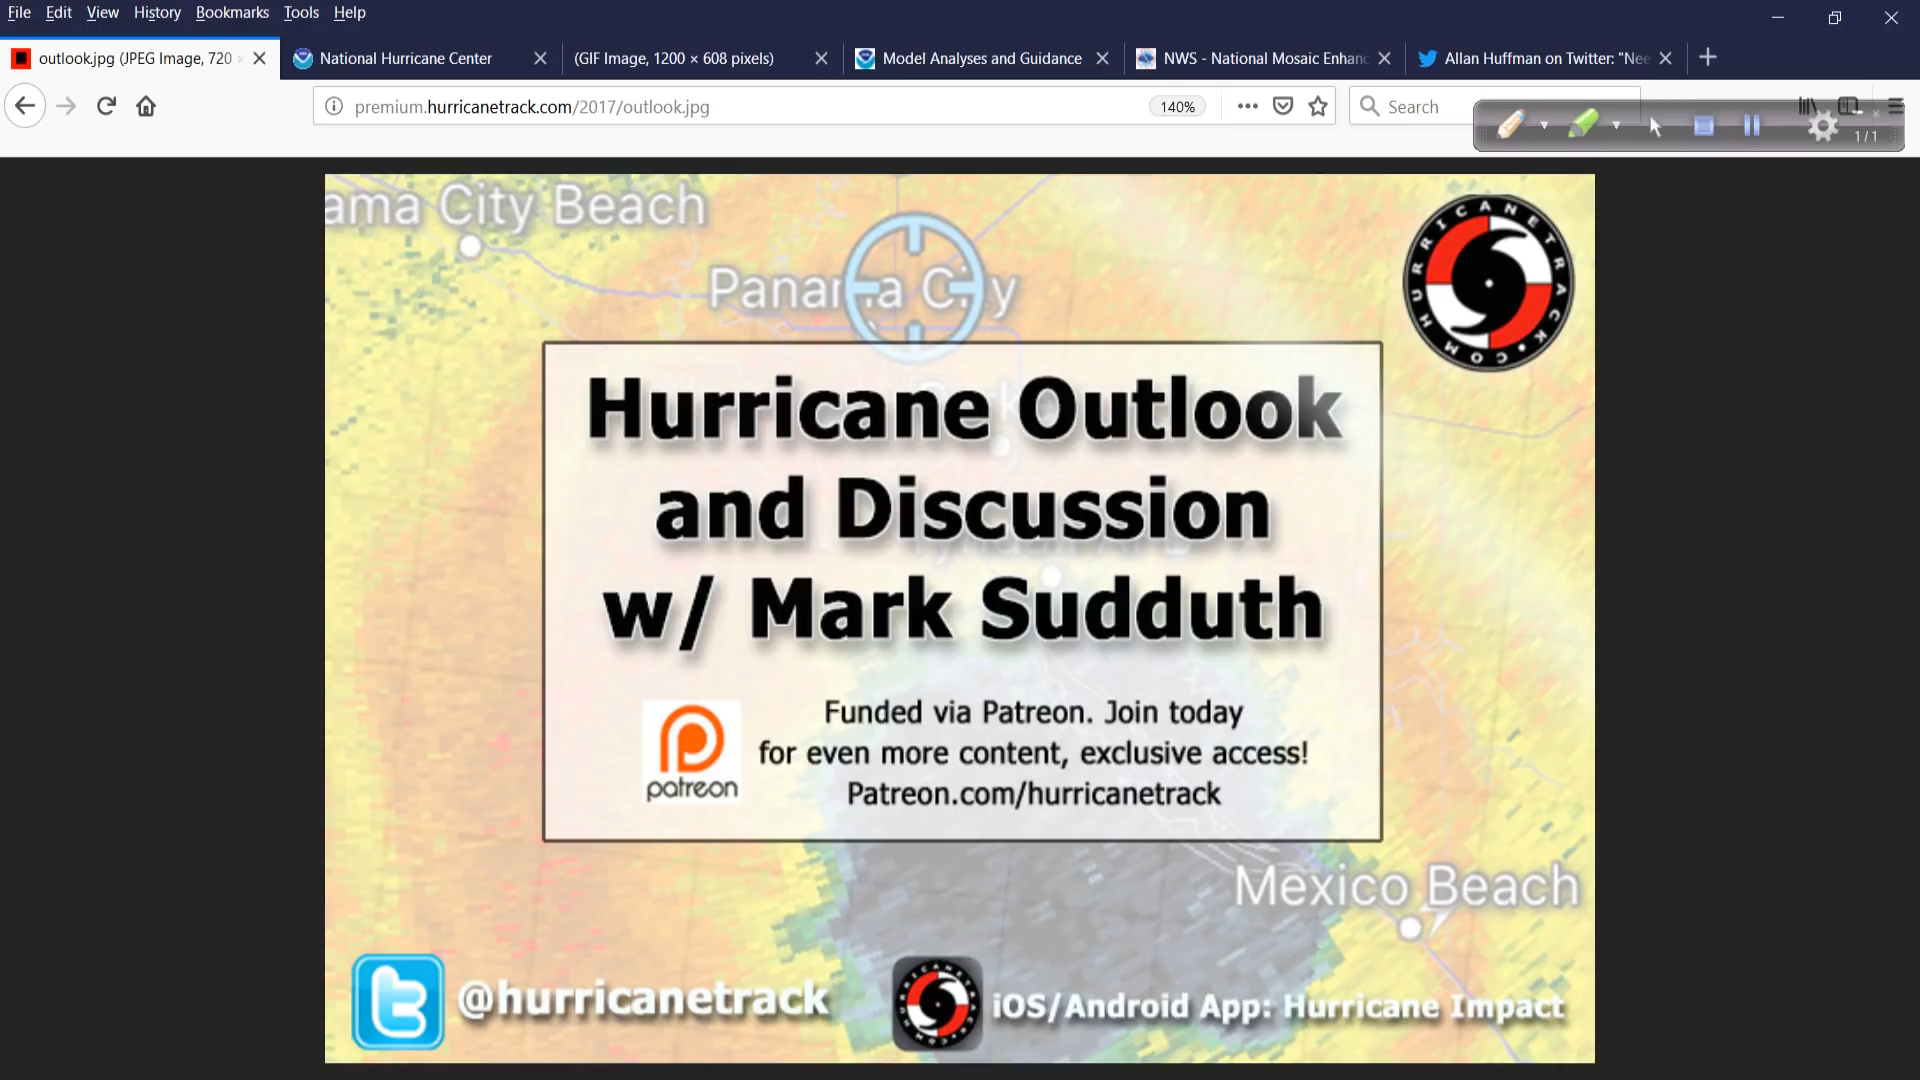 File Edit View History Bookmarks Tools Help
outlook.jpg (JPEG Image, 720 National Hurricane Center (GIF Image, 1200 × 608 pixels) Model Analyses and Guidance NWS - National Mosaic Enhanc Allan Huffman on Twitter: "Nee
premium.hurricanetrack.com/2017/outlook.jpg 140% Search
1/1
ama City Beach
HURRICANETRACK.COM
Panama City
Hurricane Outlook
and Discussion
w/ Mark Sudduth
Funded via Patreon. Join today
for even more content, exclusive access!
patreon
Patreon.com/hurricanetrack
Mexico Beach
@hurricanetrack
iOS/Android App: Hurricane Impact